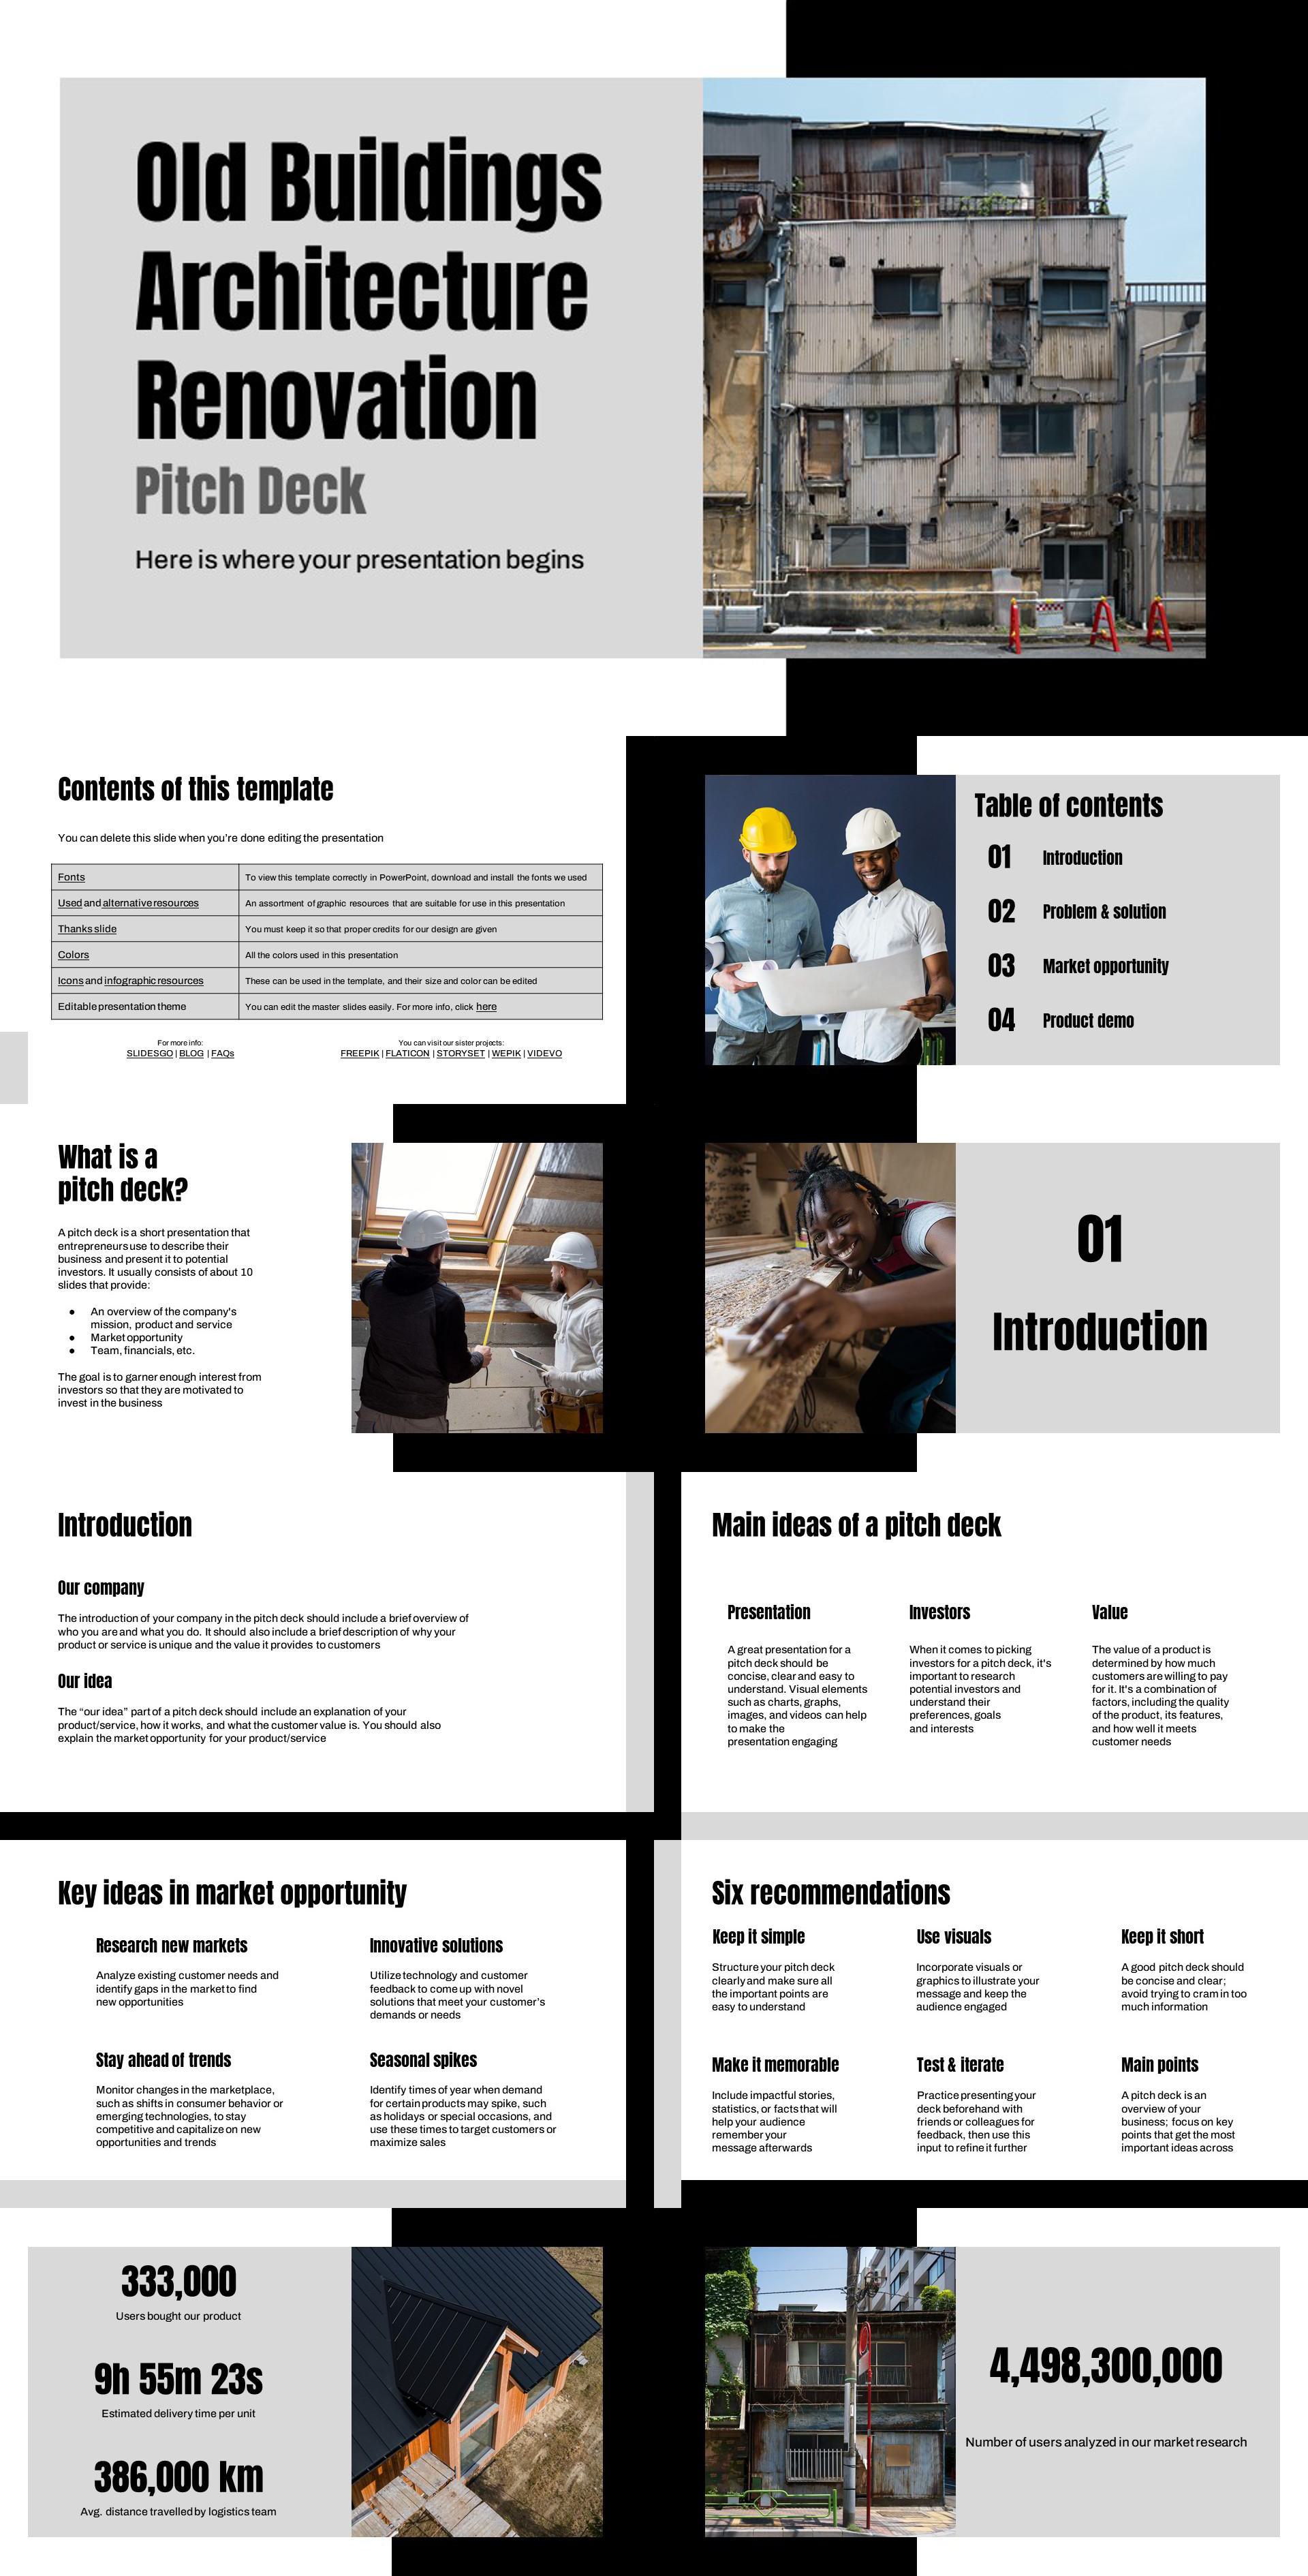 Old Buildings
Architecture
Renovation
Pitch Deck
Here is where your presentation begins
Contents of this template
You can delete this slide when you're done editing the presentation
Fonts
To view this template correctly in PowerPoint, download and install the fonts we used
Used and alternative resources
An assortment of graphic resources that are suitable for use in this presentation
Thanks slide
You must keep it so that proper credits for our design are given
Colors
All the colors used in this presentation
Icons and infographic resources
These can be used in the template, and their size and color can be edited
Editable presentation theme
You can edit the master slides easily. For more info, click here
For more info:
SLIDESGO | BLOG | FAQs
You can visit our sister projects:
FREEPIK | FLATICON | STORYSET | WEPIK | VIDEVO
Table of contents
01 Introduction
02 Problem & solution
03 Market opportunity
04 Product demo
What is a
pitch deck?
A pitch deck is a short presentation that
entrepreneurs use to describe their
business and present it to potential
investors. It usually consists of about 10
slides that provide:
● An overview of the company's
mission, product and service
● Market opportunity
● Team, financials, etc.
The goal is to garner enough interest from
investors so that they are motivated to
invest in the business
01
Introduction
Introduction
Our company
The introduction of your company in the pitch deck should include a brief overview of
who you are and what you do. It should also include a brief description of why your
product or service is unique and the value it provides to customers
Our idea
The “our idea” part of a pitch deck should include an explanation of your
product/service, how it works, and what the customer value is. You should also
explain the market opportunity for your product/service
Main ideas of a pitch deck
Presentation
A great presentation for a
pitch deck should be
concise, clear and easy to
understand. Visual elements
such as charts, graphs,
images, and videos can help
to make the
presentation engaging
Investors
When it comes to picking
investors for a pitch deck, it's
important to research
potential investors and
understand their
preferences, goals
and interests
Value
The value of a product is
determined by how much
customers are willing to pay
for it. It's a combination of
factors, including the quality
of the product, its features,
and how well it meets
customer needs
Key ideas in market opportunity
Research new markets
Analyze existing customer needs and
identify gaps in the market to find
new opportunities
Innovative solutions
Utilize technology and customer
feedback to come up with novel
solutions that meet your customer’s
demands or needs
Stay ahead of trends
Monitor changes in the marketplace,
such as shifts in consumer behavior or
emerging technologies, to stay
competitive and capitalize on new
opportunities and trends
Seasonal spikes
Identify times of year when demand
for certain products may spike, such
as holidays or special occasions, and
use these times to target customers or
maximize sales
Six recommendations
Keep it simple
Structure your pitch deck
clearly and make sure all
the important points are
easy to understand
Use visuals
Incorporate visuals or
graphics to illustrate your
message and keep the
audience engaged
Keep it short
A good pitch deck should
be concise and clear;
avoid trying to cram in too
much information
Make it memorable
Include impactful stories,
statistics, or facts that will
help your audience
remember your
message afterwards
Test & iterate
Practice presenting your
deck beforehand with
friends or colleagues for
feedback, then use this
input to refine it further
Main points
A pitch deck is an
overview of your
business; focus on key
points that get the most
important ideas across
333,000
Users bought our product
9h 55m 23s
Estimated delivery time per unit
386,000 km
Avg. distance travelled by logistics team
4,498,300,000
Number of users analyzed in our market research